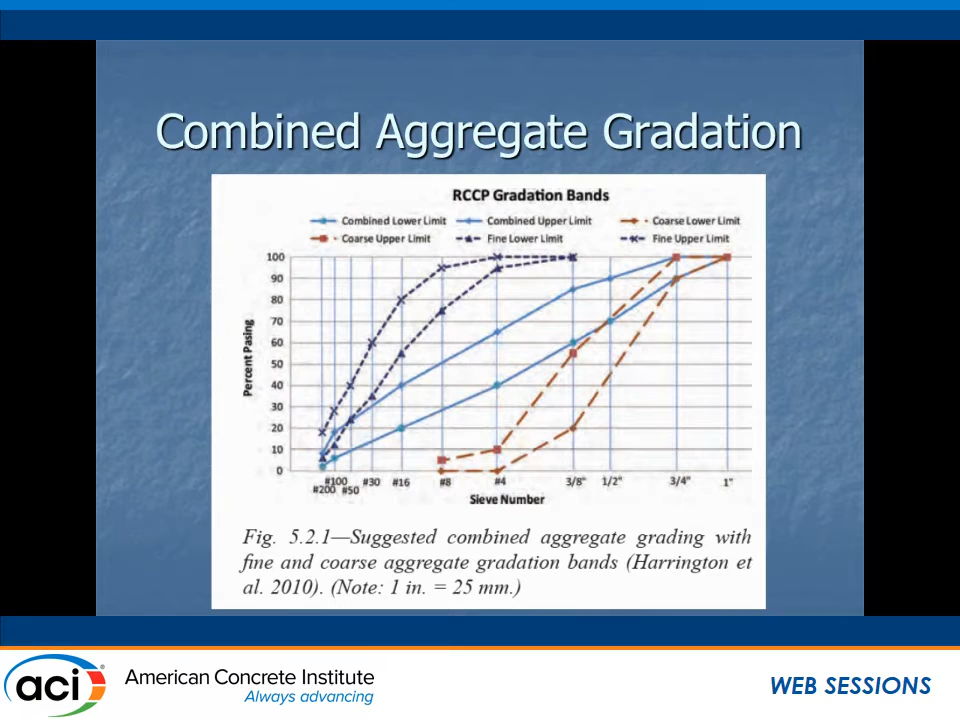 Combined Aggregate Gradation
RCCP Gradation Bands
Combined Lower Limit
Combined Upper Limit
Coarse Lower Limit
Coarse Upper Limit
Fine Lower Limit
Fine Upper Limit
Percent Pasing
100
90
80
70
60
50
40
30
20
10
0
#200
#100
#50
#30
#16
#8
#4
3/8"
1/2"
3/4"
1"
Sieve Number
Fig. 5.2.1—Suggested combined aggregate grading with
fine and coarse aggregate gradation bands (Harrington et
al. 2010). (Note: 1 in. = 25 mm.)
aci®
American Concrete Institute
Always advancing
WEB SESSIONS